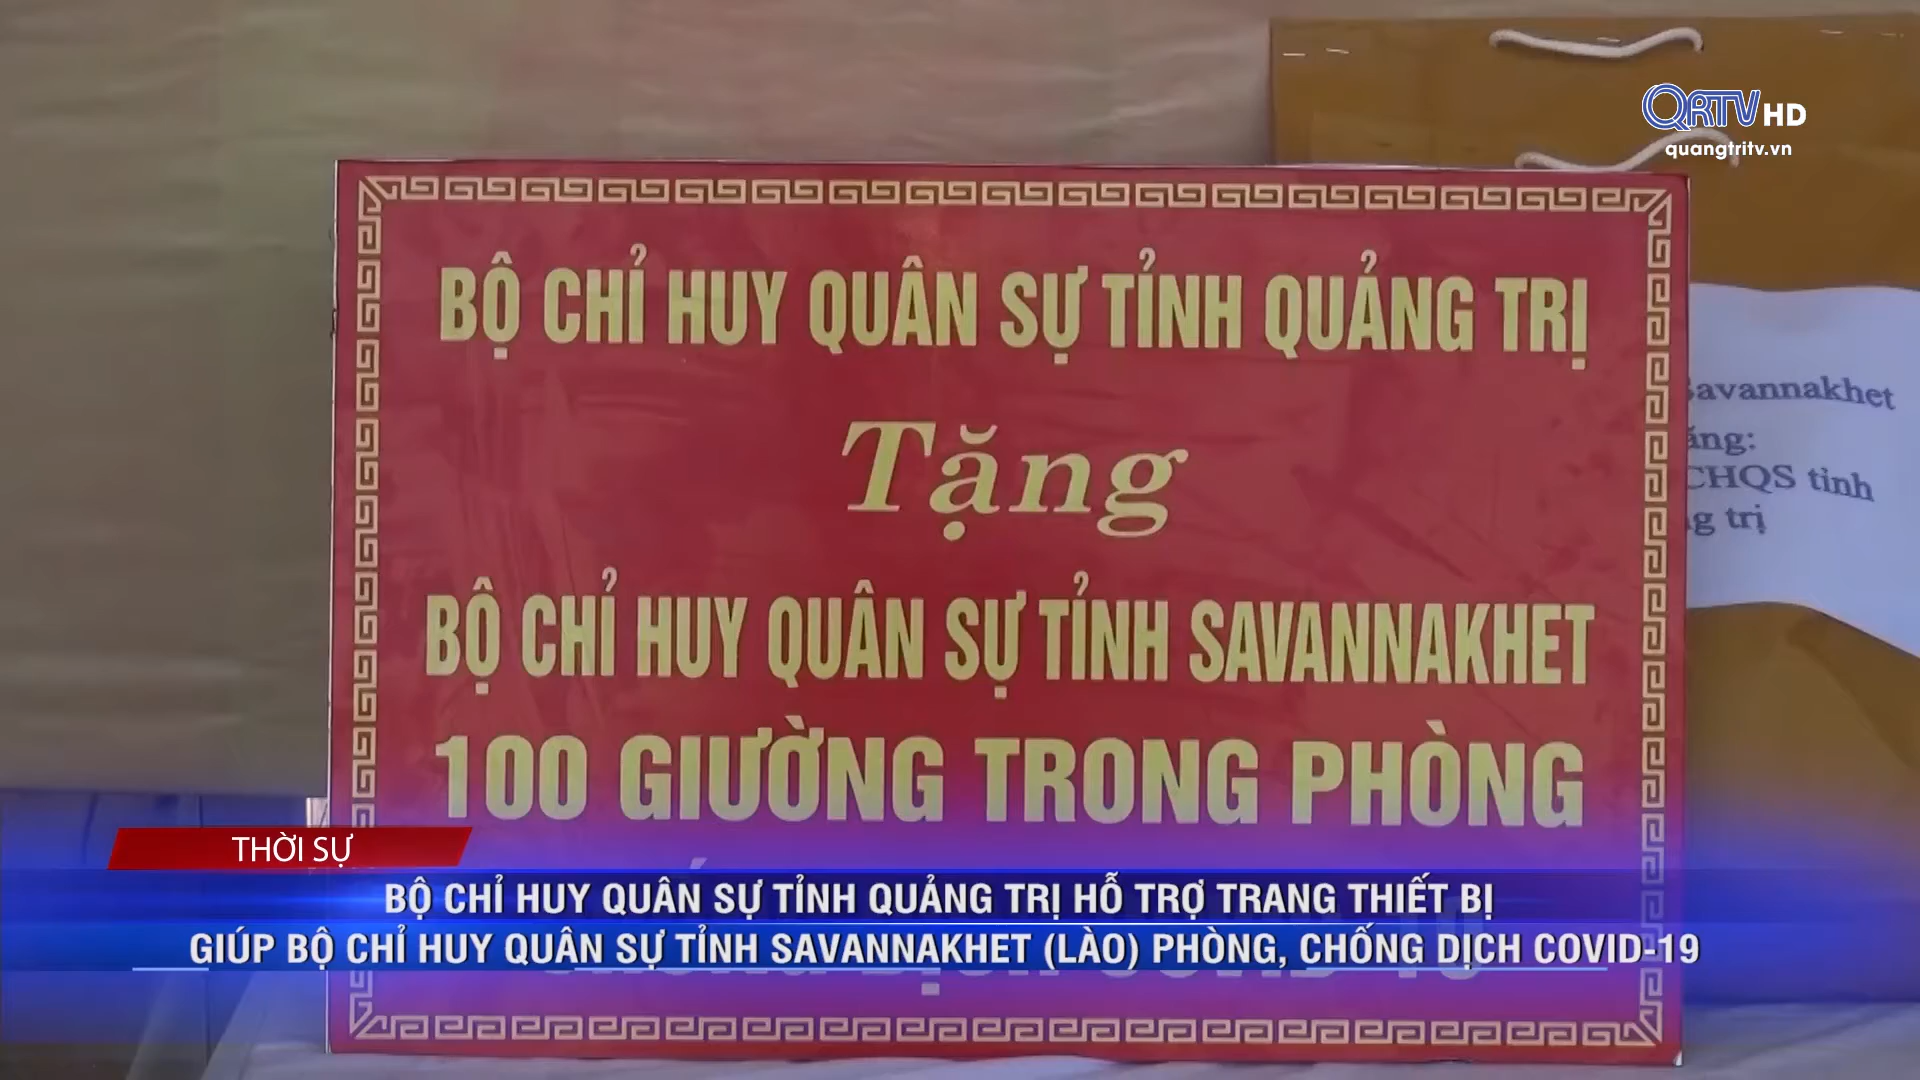 QRTV HD
quangtritv.vn
BỘ CHỈ HUY QUÂN SỰ TỈNH QUẢNG TRỊ
Tặng
BỘ CHỈ HUY QUÂN SỰ TỈNH SAVANNAKHET
100 GIƯỜNG TRONG PHÒNG
Savannakhet
CHQS tỉnh
trị
THỜI SỰ
BỘ CHỈ HUY QUÂN SỰ TỈNH QUẢNG TRỊ HỖ TRỢ TRANG THIẾT BỊ
GIÚP BỘ CHỈ HUY QUÂN SỰ TỈNH SAVANNAKHET (LÀO) PHÒNG, CHỐNG DỊCH COVID-19